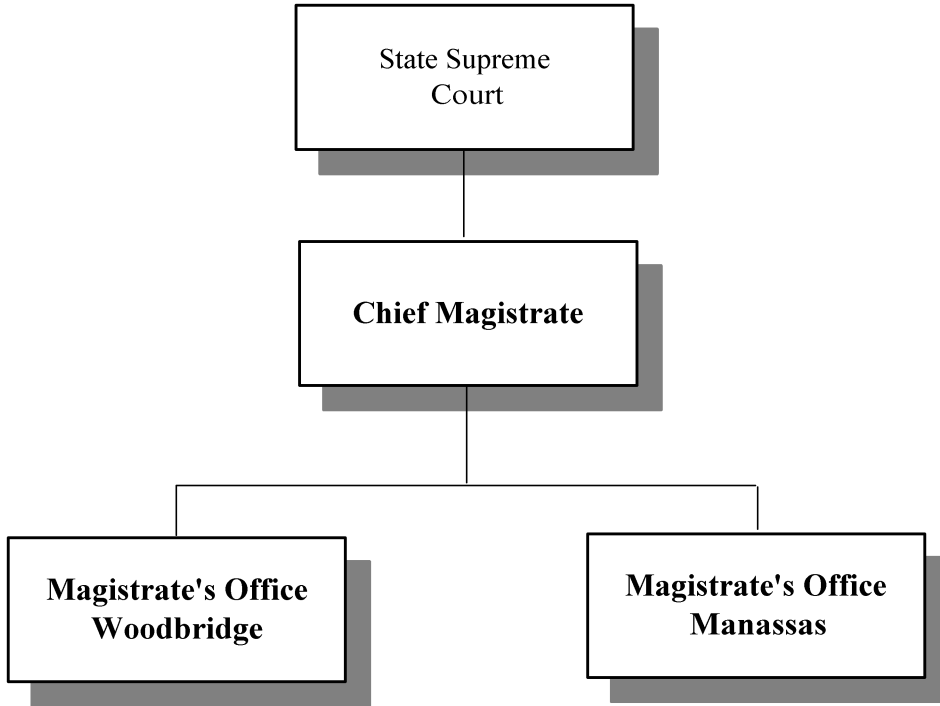 State Supreme
Court
Chief Magistrate
Magistrate's Office
Woodbridge
Magistrate's Office
Manassas